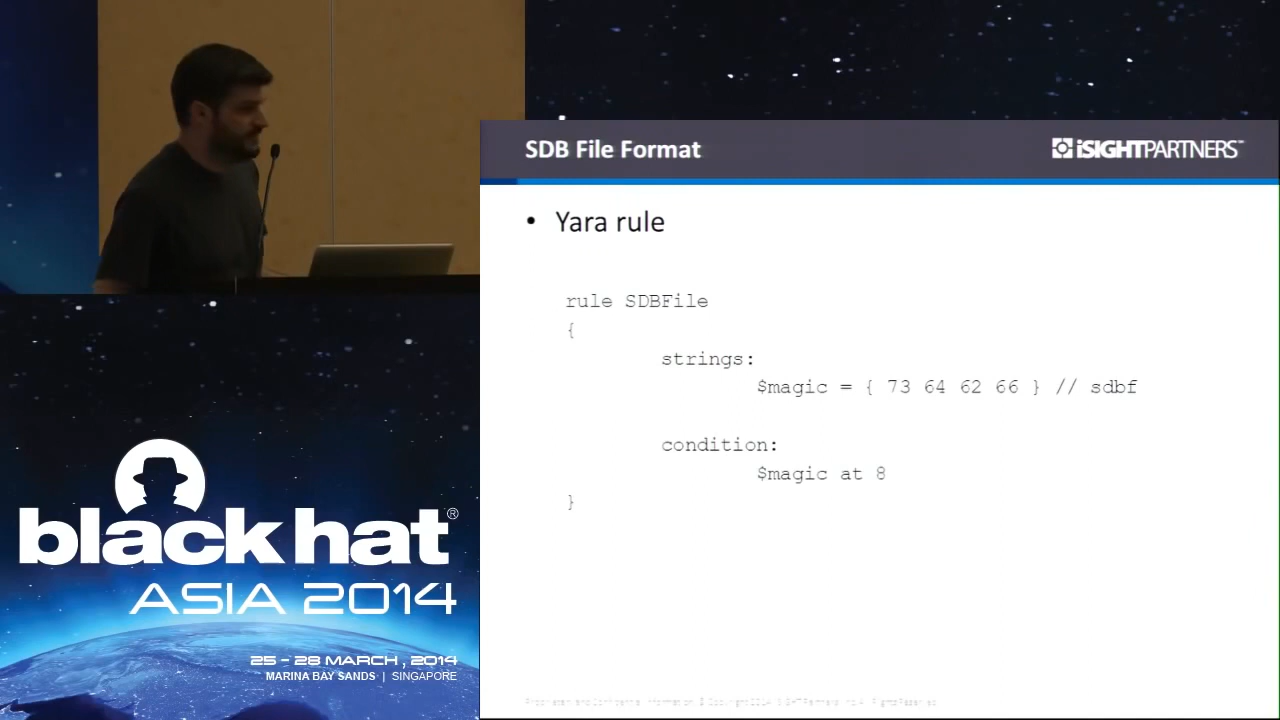 SDB File Format
iSIGHTPARTNERS™
• Yara rule
rule SDBFile
{
strings:
$magic = { 73 64 62 66 } // sdbf
condition:
$magic at 8
}
black hat®
ASIA 2014
25 - 28 MARCH, 2014
MARINA BAY SANDS | SINGAPORE